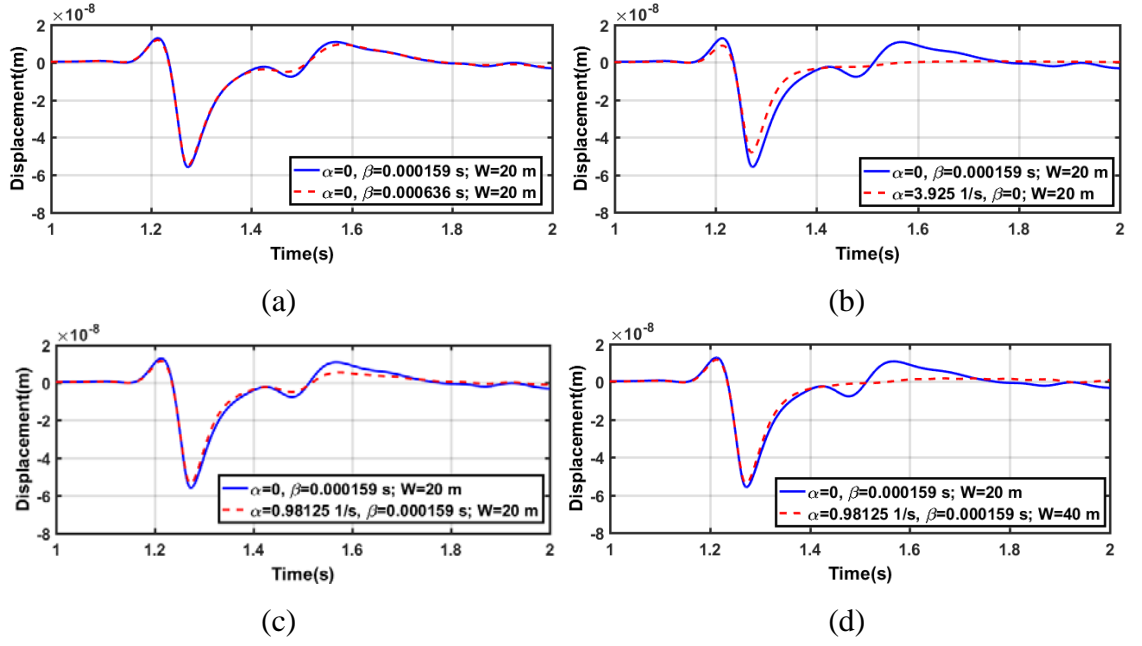 ×10⁻⁸
2
0
-2
-4
-6
-8
Displacement(m)
α=0, β=0.000159 s; W=20 m
α=0, β=0.000636 s; W=20 m
1 1.2 1.4 1.6 1.8 2
Time(s)
(a)
×10⁻⁸
2
0
-2
-4
-6
-8
Displacement(m)
α=0, β=0.000159 s; W=20 m
α=3.925 1/s, β=0; W=20 m
1 1.2 1.4 1.6 1.8 2
Time(s)
(b)
×10⁻⁸
2
0
-2
-4
-6
-8
Displacement(m)
α=0, β=0.000159 s; W=20 m
α=0.98125 1/s, β=0.000159 s; W=20 m
1 1.2 1.4 1.6 1.8 2
Time(s)
(c)
×10⁻⁸
2
0
-2
-4
-6
-8
Displacement(m)
α=0, β=0.000159 s; W=20 m
α=0.98125 1/s, β=0.000159 s; W=40 m
1 1.2 1.4 1.6 1.8 2
Time(s)
(d)